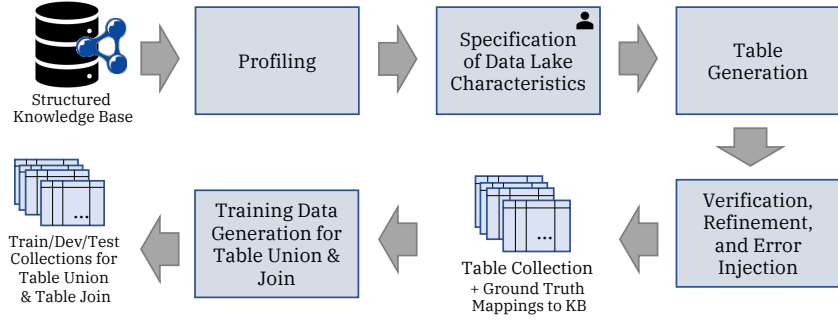 Structured
Knowledge Base
Profiling
Specification
of Data Lake
Characteristics
Table
Generation
Verification,
Refinement,
and Error
Injection
...
Table Collection
+ Ground Truth
Mappings to KB
Training Data
Generation for
Table Union &
Join
...
Train/Dev/Test
Collections for
Table Union
& Table Join